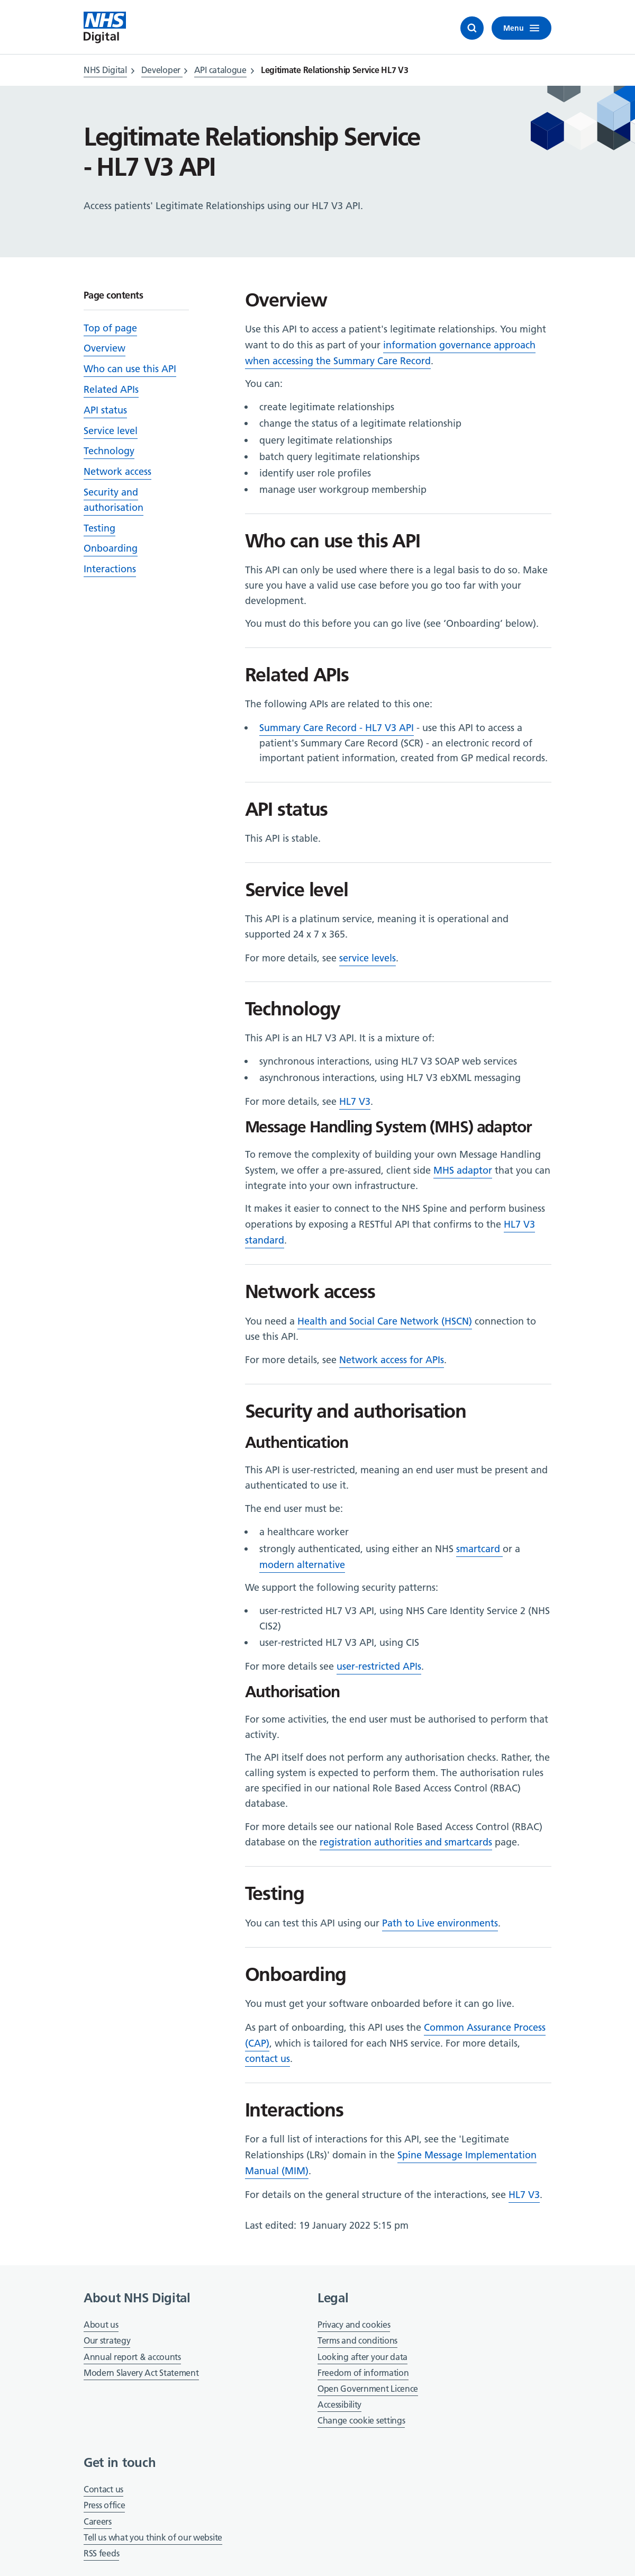 NHS
Digital
Menu
NHS Digital > Developer > API catalogue > Legitimate Relationship Service HL7 V3
Legitimate Relationship Service
- HL7 V3 API
Access patients' Legitimate Relationships using our HL7 V3 API.
Page contents
Top of page
Overview
Who can use this API
Related APIs
API status
Service level
Technology
Network access
Security and
authorisation
Testing
Onboarding
Interactions
Overview
Use this API to access a patient's legitimate relationships. You might
want to do this as part of your information governance approach
when accessing the Summary Care Record.
You can:
• create legitimate relationships
• change the status of a legitimate relationship
• query legitimate relationships
• batch query legitimate relationships
• identify user role profiles
• manage user workgroup membership
Who can use this API
This API can only be used where there is a legal basis to do so. Make
sure you have a valid use case before you go too far with your
development.
You must do this before you can go live (see 'Onboarding' below).
Related APIs
The following APIs are related to this one:
• Summary Care Record - HL7 V3 API - use this API to access a
patient's Summary Care Record (SCR) - an electronic record of
important patient information, created from GP medical records.
API status
This API is stable.
Service level
This API is a platinum service, meaning it is operational and
supported 24 x 7 x 365.
For more details, see service levels.
Technology
This API is an HL7 V3 API. It is a mixture of:
• synchronous interactions, using HL7 V3 SOAP web services
• asynchronous interactions, using HL7 V3 ebXML messaging
For more details, see HL7 V3.
Message Handling System (MHS) adaptor
To remove the complexity of building your own Message Handling
System, we offer a pre-assured, client side MHS adaptor that you can
integrate into your own infrastructure.
It makes it easier to connect to the NHS Spine and perform business
operations by exposing a RESTful API that confirms to the HL7 V3
standard.
Network access
You need a Health and Social Care Network (HSCN) connection to
use this API.
For more details, see Network access for APIs.
Security and authorisation
Authentication
This API is user-restricted, meaning an end user must be present and
authenticated to use it.
The end user must be:
• a healthcare worker
• strongly authenticated, using either an NHS smartcard or a
modern alternative
We support the following security patterns:
• user-restricted HL7 V3 API, using NHS Care Identity Service 2 (NHS
CIS2)
• user-restricted HL7 V3 API, using CIS
For more details see user-restricted APIs.
Authorisation
For some activities, the end user must be authorised to perform that
activity.
The API itself does not perform any authorisation checks. Rather, the
calling system is expected to perform them. The authorisation rules
are specified in our national Role Based Access Control (RBAC)
database.
For more details see our national Role Based Access Control (RBAC)
database on the registration authorities and smartcards page.
Testing
You can test this API using our Path to Live environments.
Onboarding
You must get your software onboarded before it can go live.
As part of onboarding, this API uses the Common Assurance Process
(CAP), which is tailored for each NHS service. For more details,
contact us.
Interactions
For a full list of interactions for this API, see the 'Legitimate
Relationships (LRs)' domain in the Spine Message Implementation
Manual (MIM).
For details on the general structure of the interactions, see HL7 V3.
Last edited: 19 January 2022 5:15 pm
About NHS Digital
About us
Our strategy
Annual report & accounts
Modern Slavery Act Statement
Legal
Privacy and cookies
Terms and conditions
Looking after your data
Freedom of information
Open Government Licence
Accessibility
Change cookie settings
Get in touch
Contact us
Press office
Careers
Tell us what you think of our website
RSS feeds